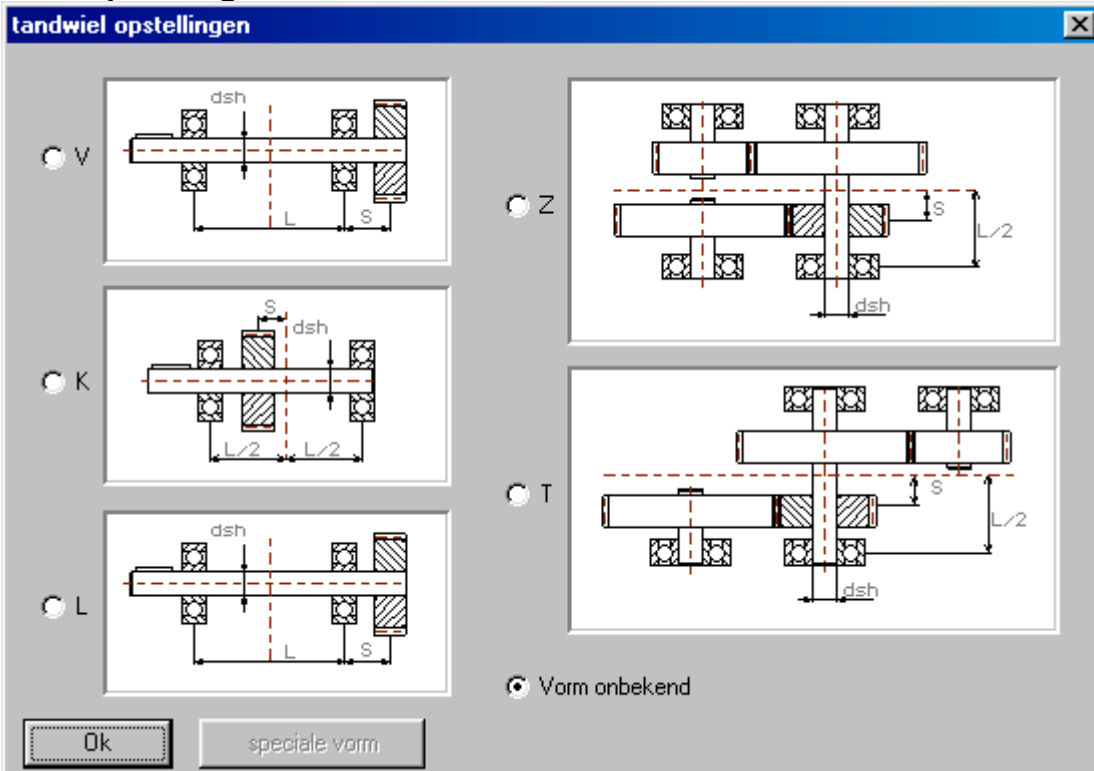 tandwiel opstellingen
V
dsh
L
S
K
S
dsh
L/2
L/2
L
dsh
L
S
Z
S
L/2
dsh
T
S
L/2
dsh
Vorm onbekend
Ok
speciale vorm